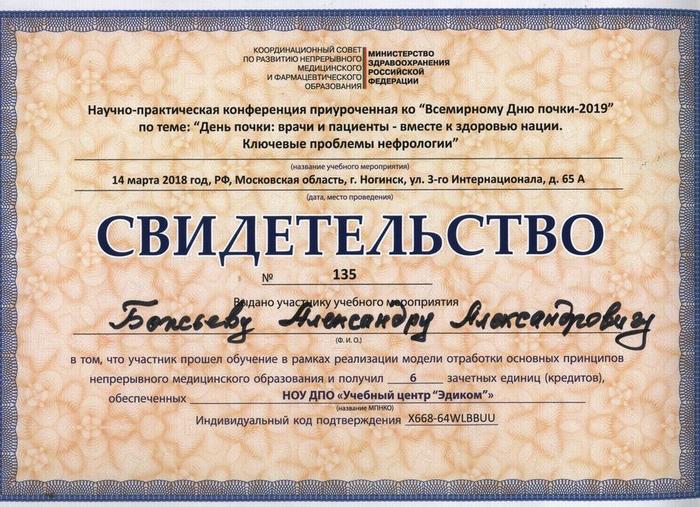 КООРДИНАЦИОННЫЙ СОВЕТ
ПО РАЗВИТИЮ НЕПРЕРЫВНОГО
МЕДИЦИНСКОГО
И ФАРМАЦЕВТИЧЕСКОГО
ОБРАЗОВАНИЯ
МИНИСТЕРСТВО
ЗДРАВООХРАНЕНИЯ
РОССИЙСКОЙ
ФЕДЕРАЦИИ
Научно-практическая конференция приуроченная ко "Всемирному Дню почки-2019"
по теме: "День почки: врачи и пациенты - вместе к здоровью нации.
Ключевые проблемы нефрологии"
(название учебного мероприятия)
14 марта 2018 год, РФ, Московская область, г. Ногинск, ул. 3-го Интернационала, д. 65 А
(дата, место проведения)
СВИДЕТЕЛЬСТВО
№ 135
Выдано участнику учебного мероприятия
Божьеву Александру Александровичу
(Ф. И. О.)
в том, что участник прошел обучение в рамках реализации модели отработки основных принципов
непрерывного медицинского образования и получил 6 зачетных единиц (кредитов),
обеспеченных НОУ ДПО «Учебный центр "Эдиком"»
(название МПНКО)
Индивидуальный код подтверждения X668-64WLBBUU